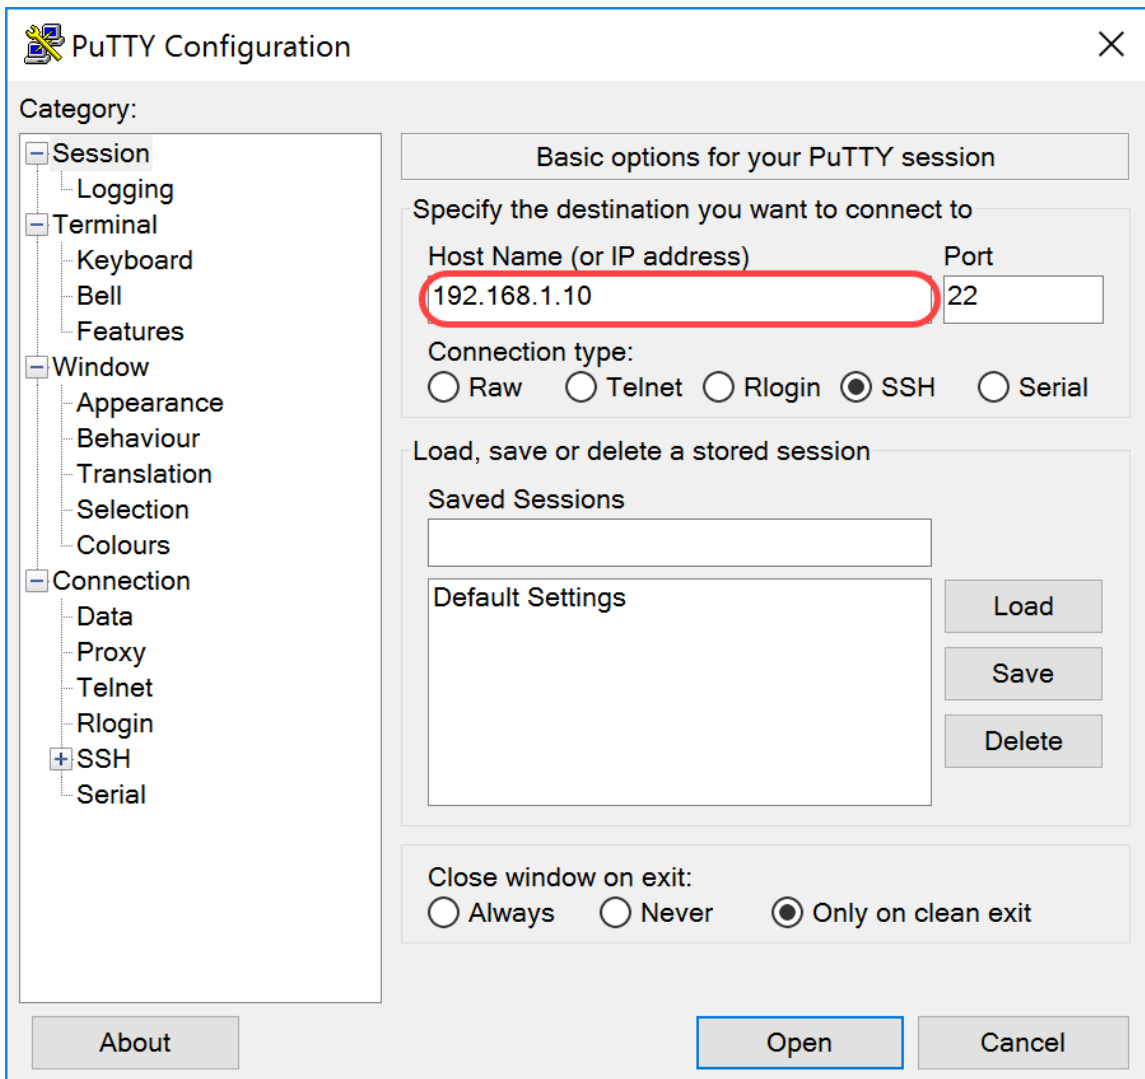 PuTTY Configuration
Category:
Session
Logging
Terminal
Keyboard
Bell
Features
Window
Appearance
Behaviour
Translation
Selection
Colours
Connection
Data
Proxy
Telnet
Rlogin
SSH
Serial
Basic options for your PuTTY session
Specify the destination you want to connect to
Host Name (or IP address) Port
192.168.1.10 22
Connection type:
Raw Telnet Rlogin SSH Serial
Load, save or delete a stored session
Saved Sessions
Default Settings
Load
Save
Delete
Close window on exit:
Always Never Only on clean exit
About Open Cancel